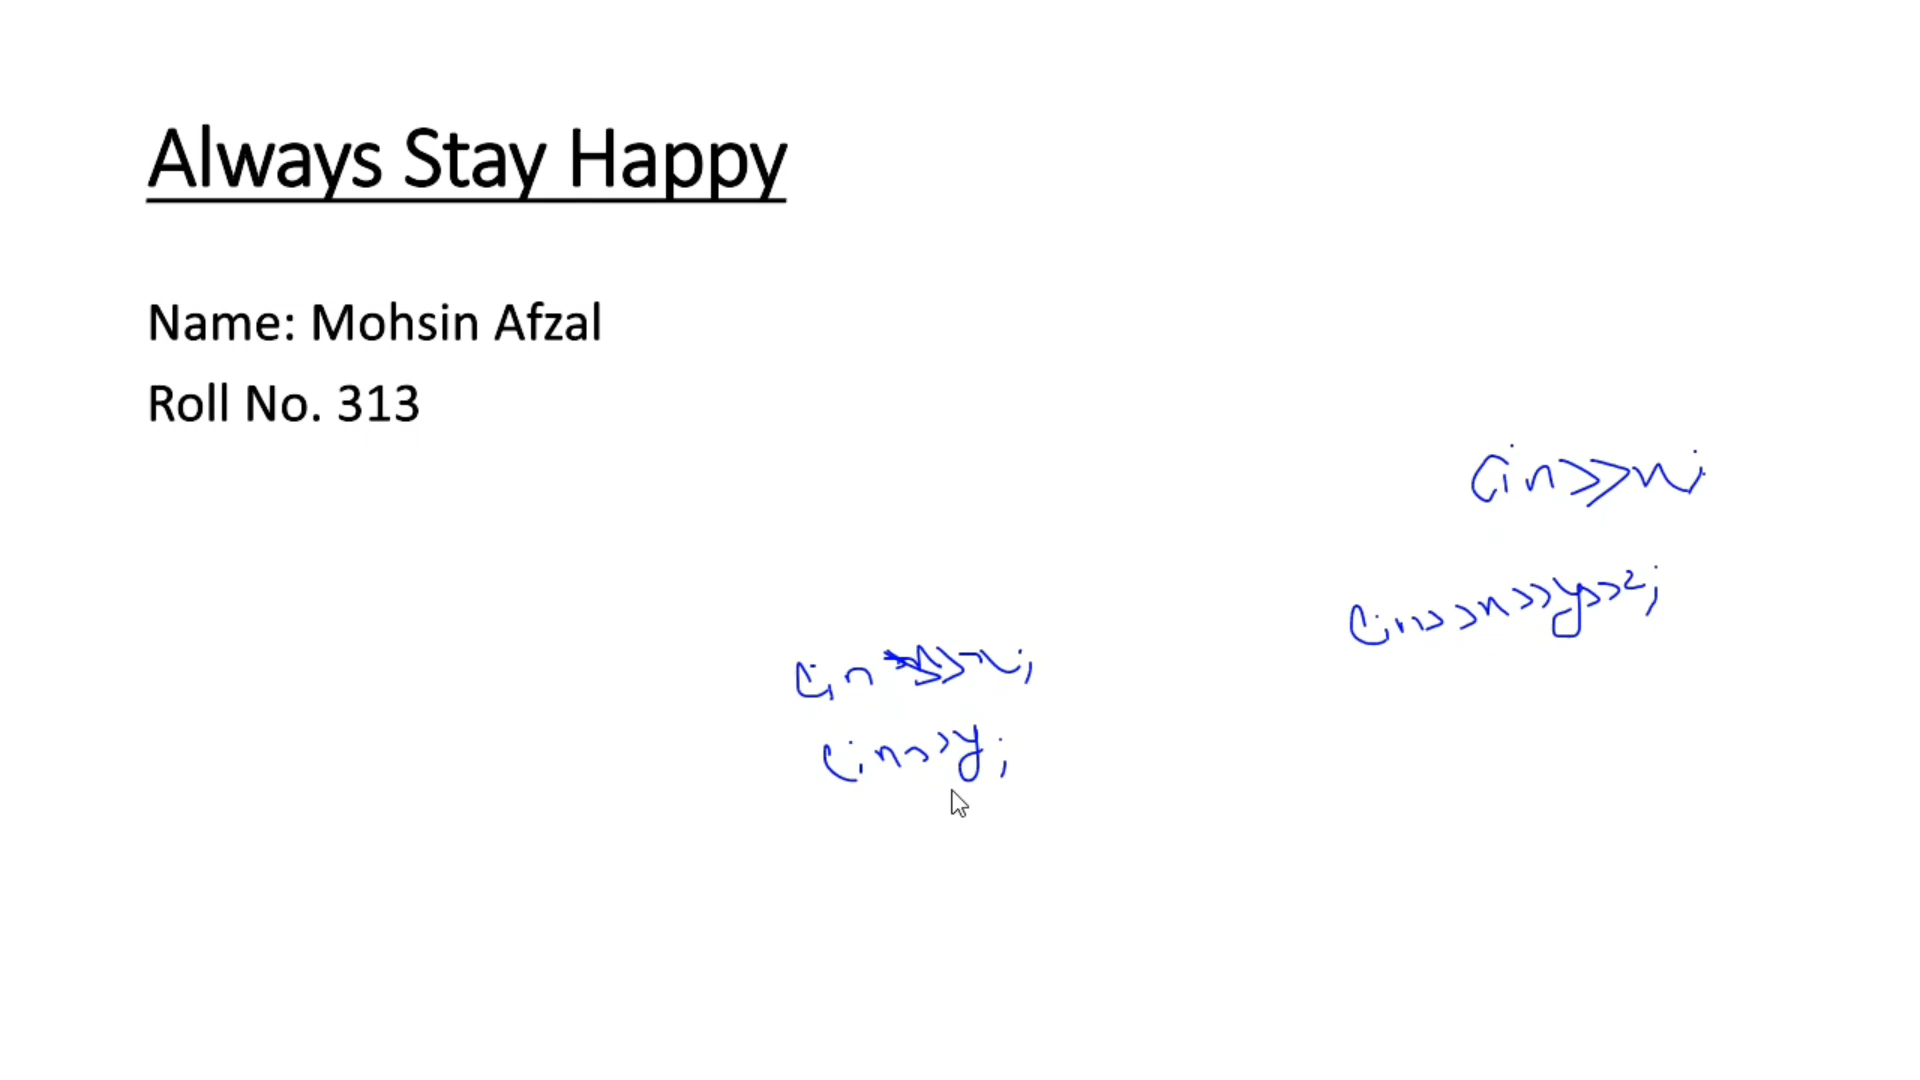 Always Stay Happy
Name: Mohsin Afzal
Roll No. 313
cin>>n;
cin>>n>>y>>z;
cin>>x;
cin>>y;